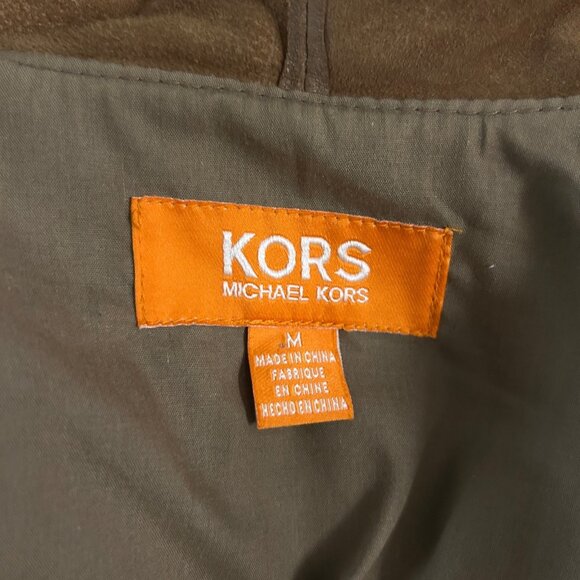 KORS
MICHAEL KORS
M
MADE IN CHINA
FABRIQUE
EN CHINE
HECHO EN CHINA